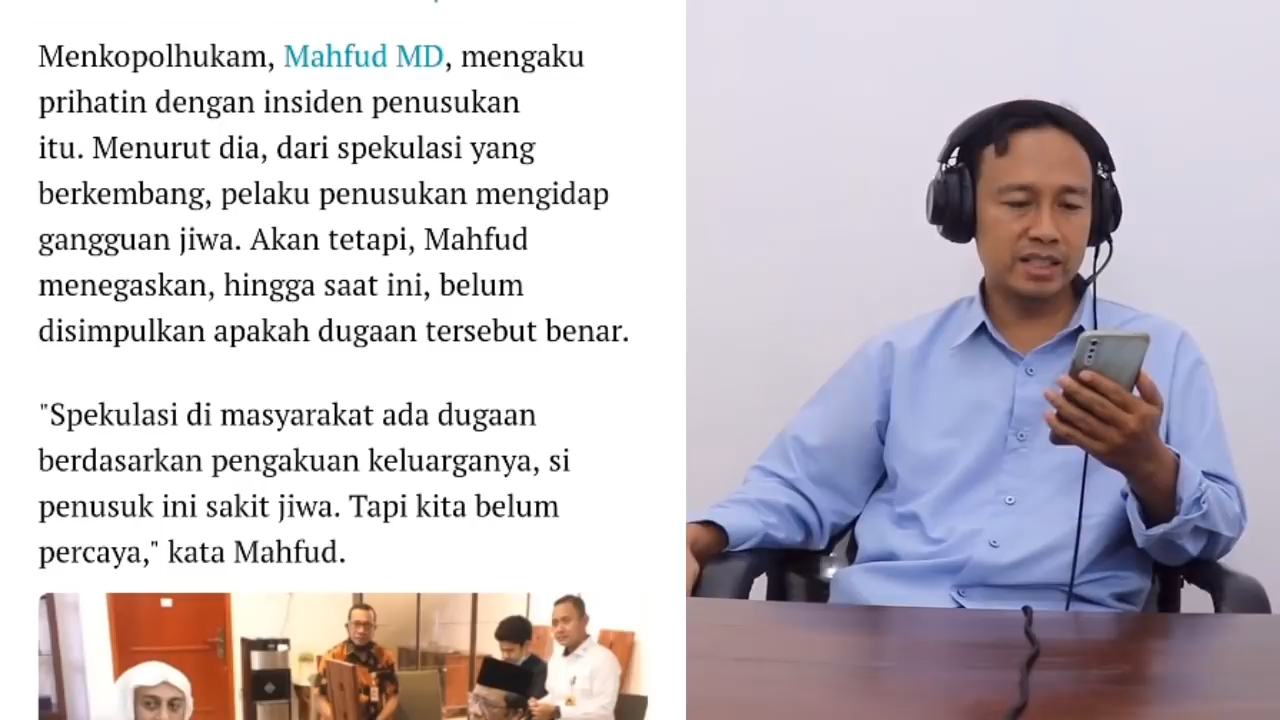 Menkopolhukam, Mahfud MD, mengaku
prihatin dengan insiden penusukan
itu. Menurut dia, dari spekulasi yang
berkembang, pelaku penusukan mengidap
gangguan jiwa. Akan tetapi, Mahfud
menegaskan, hingga saat ini, belum
disimpulkan apakah dugaan tersebut benar.
"Spekulasi di masyarakat ada dugaan
berdasarkan pengakuan keluarganya, si
penusuk ini sakit jiwa. Tapi kita belum
percaya," kata Mahfud.